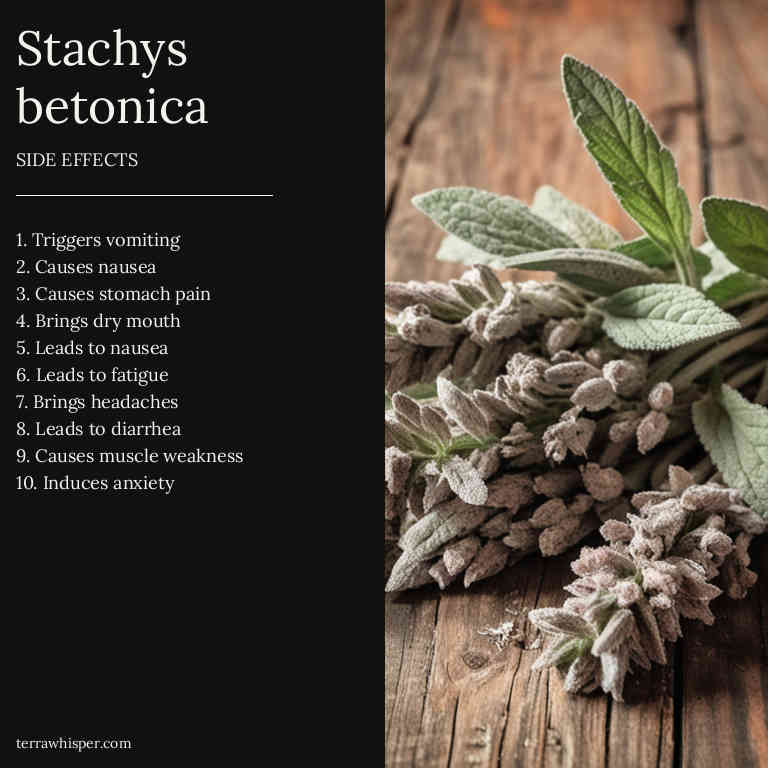 Stachys
betonica
SIDE EFFECTS
1. Triggers vomiting
2. Causes nausea
3. Causes stomach pain
4. Brings dry mouth
5. Leads to nausea
6. Leads to fatigue
7. Brings headaches
8. Leads to diarrhea
9. Causes muscle weakness
10. Induces anxiety
terrawhisper.com